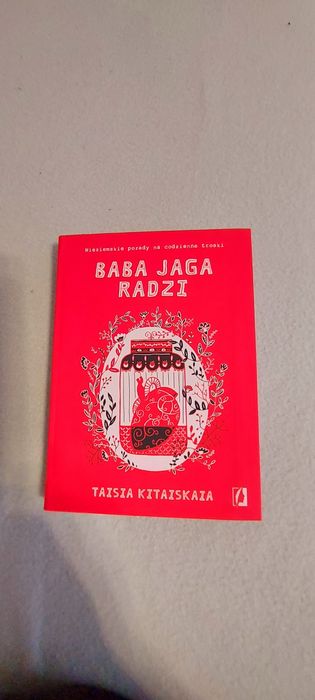 Nieziemskie porady na codzienne troski
BABA JAGA
RADZI
TAISIA KITAISKAIA